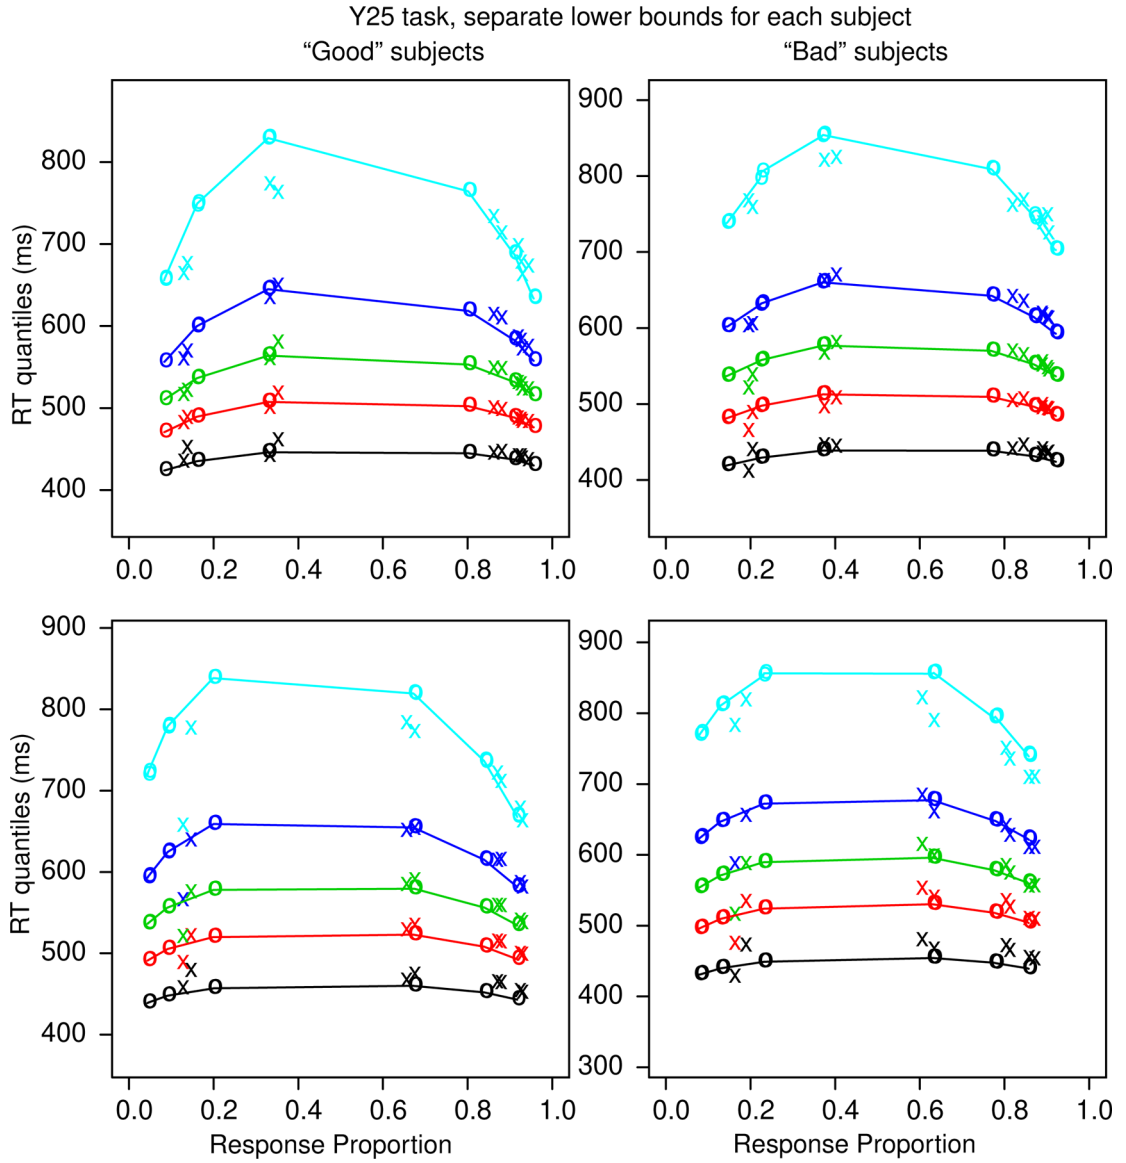 Y25 task, separate lower bounds for each subject
“Good” subjects
“Bad” subjects
800
700
600
500
400
RT quantiles (ms)
0.0 0.2 0.4 0.6 0.8 1.0
900
800
700
600
500
400
0.0 0.2 0.4 0.6 0.8 1.0
900
800
700
600
500
400
RT quantiles (ms)
0.0 0.2 0.4 0.6 0.8 1.0
Response Proportion
900
800
700
600
500
400
300
0.0 0.2 0.4 0.6 0.8 1.0
Response Proportion